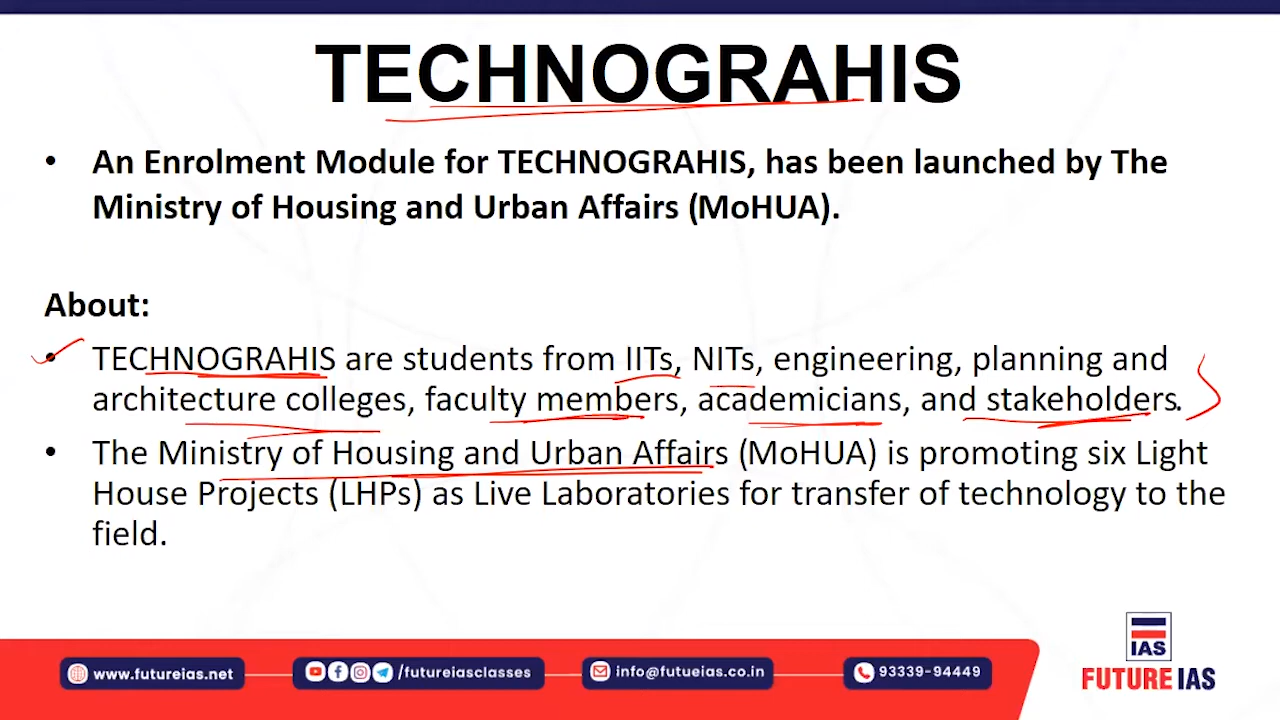 TECHNOGRAHIS
• An Enrolment Module for TECHNOGRAHIS, has been launched by The
Ministry of Housing and Urban Affairs (MoHUA).
About:
• TECHNOGRAHIS are students from IITs, NITs, engineering, planning and
architecture colleges, faculty members, academicians, and stakeholders.
• The Ministry of Housing and Urban Affairs (MoHUA) is promoting six Light
House Projects (LHPs) as Live Laboratories for transfer of technology to the
field.
www.futureias.net
/futureiasclasses
info@futueias.co.in
93339-94449
IAS
FUTURE IAS